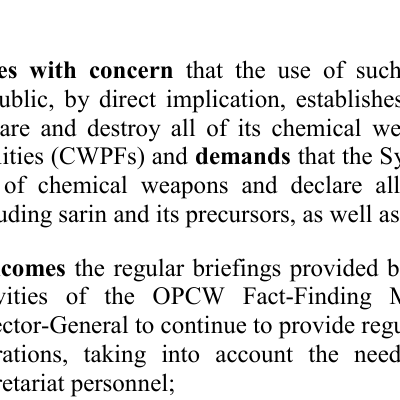 es with concern that the use of such
ublic, by direct implication, establishes
are and destroy all of its chemical we
lities (CWPFs) and demands that the Sy
of chemical weapons and declare all
uding sarin and its precursors, as well as
comes the regular briefings provided b
vities of the OPCW Fact-Finding M
ector-General to continue to provide regu
rations, taking into account the need
retariat personnel;